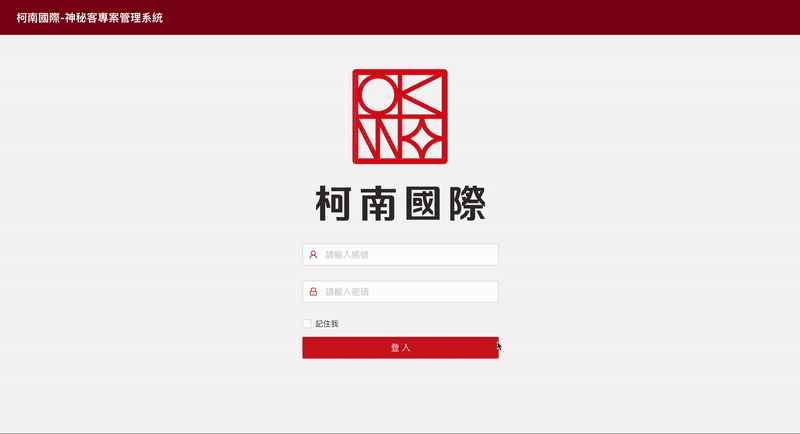 柯南國際-神秘客專案管理系統
柯南國際
請輸入帳號
請輸入密碼
記住我
登入